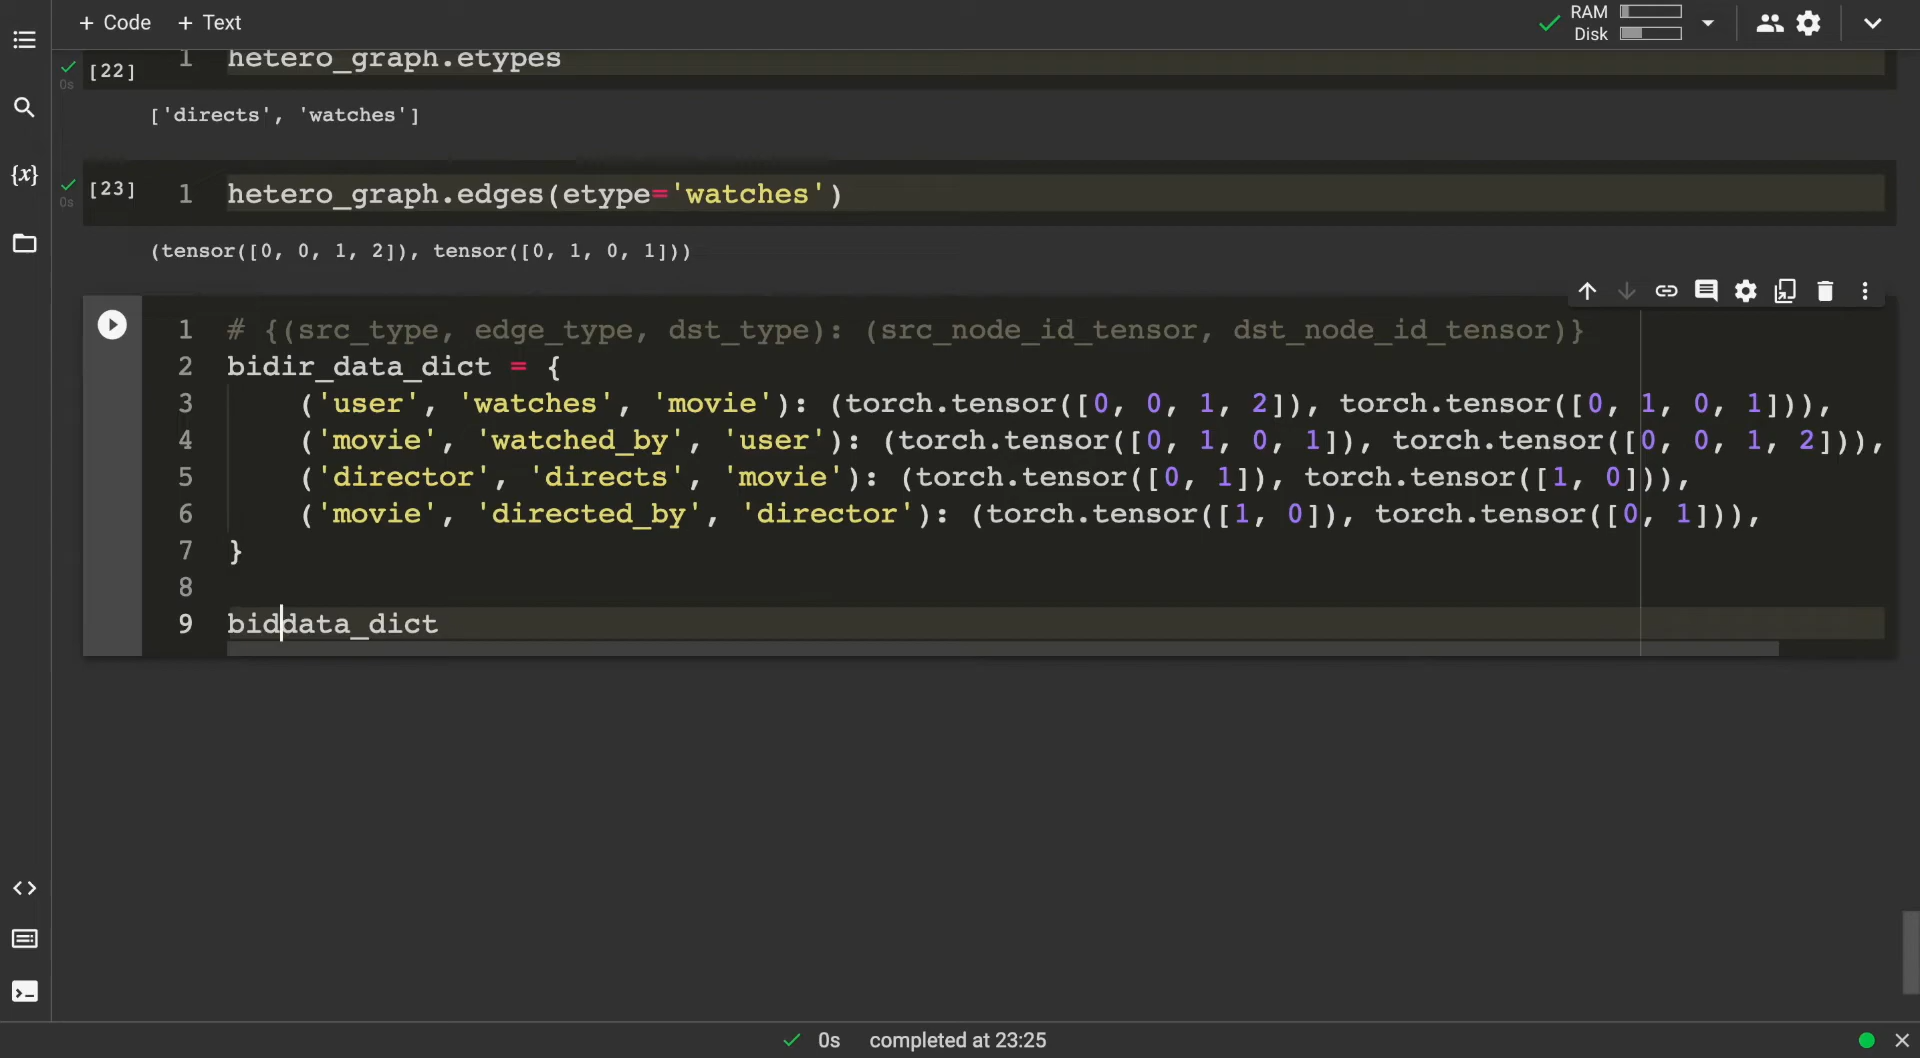 + Code + Text
RAM
Disk
[22]
0s
1 hetero_graph.etypes
['directs', 'watches']
{x}
[23]
0s
1 hetero_graph.edges(etype='watches')
(tensor([0, 0, 1, 2]), tensor([0, 1, 0, 1]))
1 # {(src_type, edge_type, dst_type): (src_node_id_tensor, dst_node_id_tensor)}
2 bidir_data_dict = {
3 ('user', 'watches', 'movie'): (torch.tensor([0, 0, 1, 2]), torch.tensor([0, 1, 0, 1])),
4 ('movie', 'watched_by', 'user'): (torch.tensor([0, 1, 0, 1]), torch.tensor([0, 0, 1, 2])),
5 ('director', 'directs', 'movie'): (torch.tensor([0, 1]), torch.tensor([1, 0])),
6 ('movie', 'directed_by', 'director'): (torch.tensor([1, 0]), torch.tensor([0, 1])),
7 }
8
9 biddata_dict
0s completed at 23:25